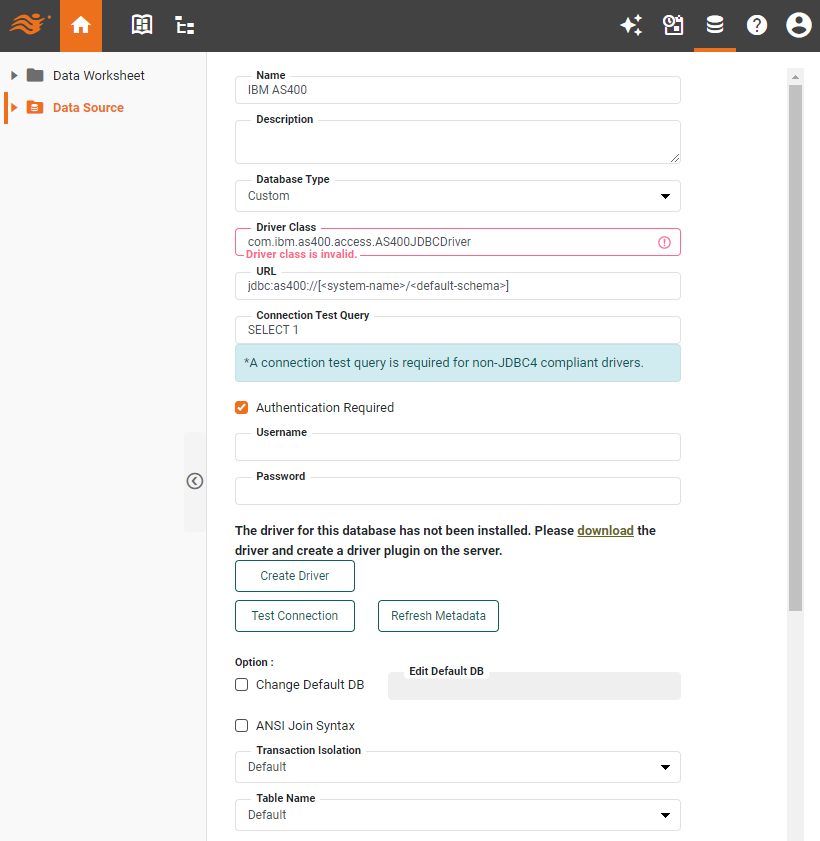 Data Worksheet
Data Source
Name
IBM AS400
Description
Database Type
Custom
Driver Class
com.ibm.as400.access.AS400JDBCDriver
Driver class is invalid.
URL
jdbc:as400://[<system-name>/<default-schema>]
Connection Test Query
SELECT 1
*A connection test query is required for non-JDBC4 compliant drivers.
Authentication Required
Username
Password
The driver for this database has not been installed. Please download the
driver and create a driver plugin on the server.
Create Driver
Test Connection Refresh Metadata
Option :
Change Default DB Edit Default DB
ANSI Join Syntax
Transaction Isolation
Default
Table Name
Default